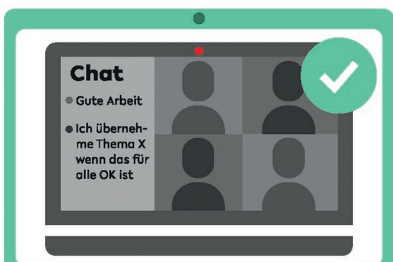 Chat
Gute Arbeit
Ich überneh-
me Thema X
wenn das für
alle OK ist